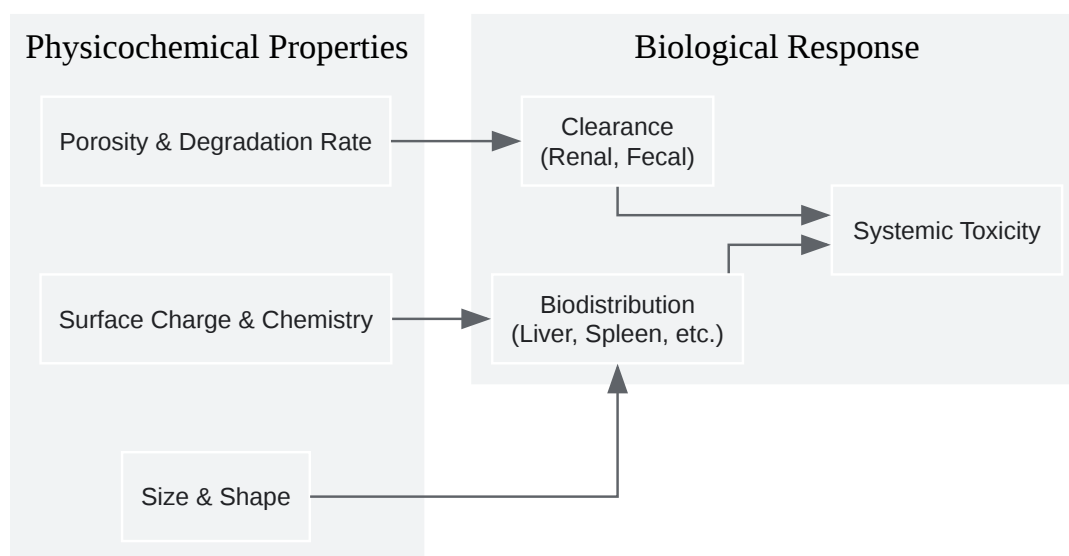 Physicochemical Properties
Biological Response
Porosity & Degradation Rate
Clearance
(Renal, Fecal)
Systemic Toxicity
Surface Charge & Chemistry
Biodistribution
(Liver, Spleen, etc.)
Size & Shape